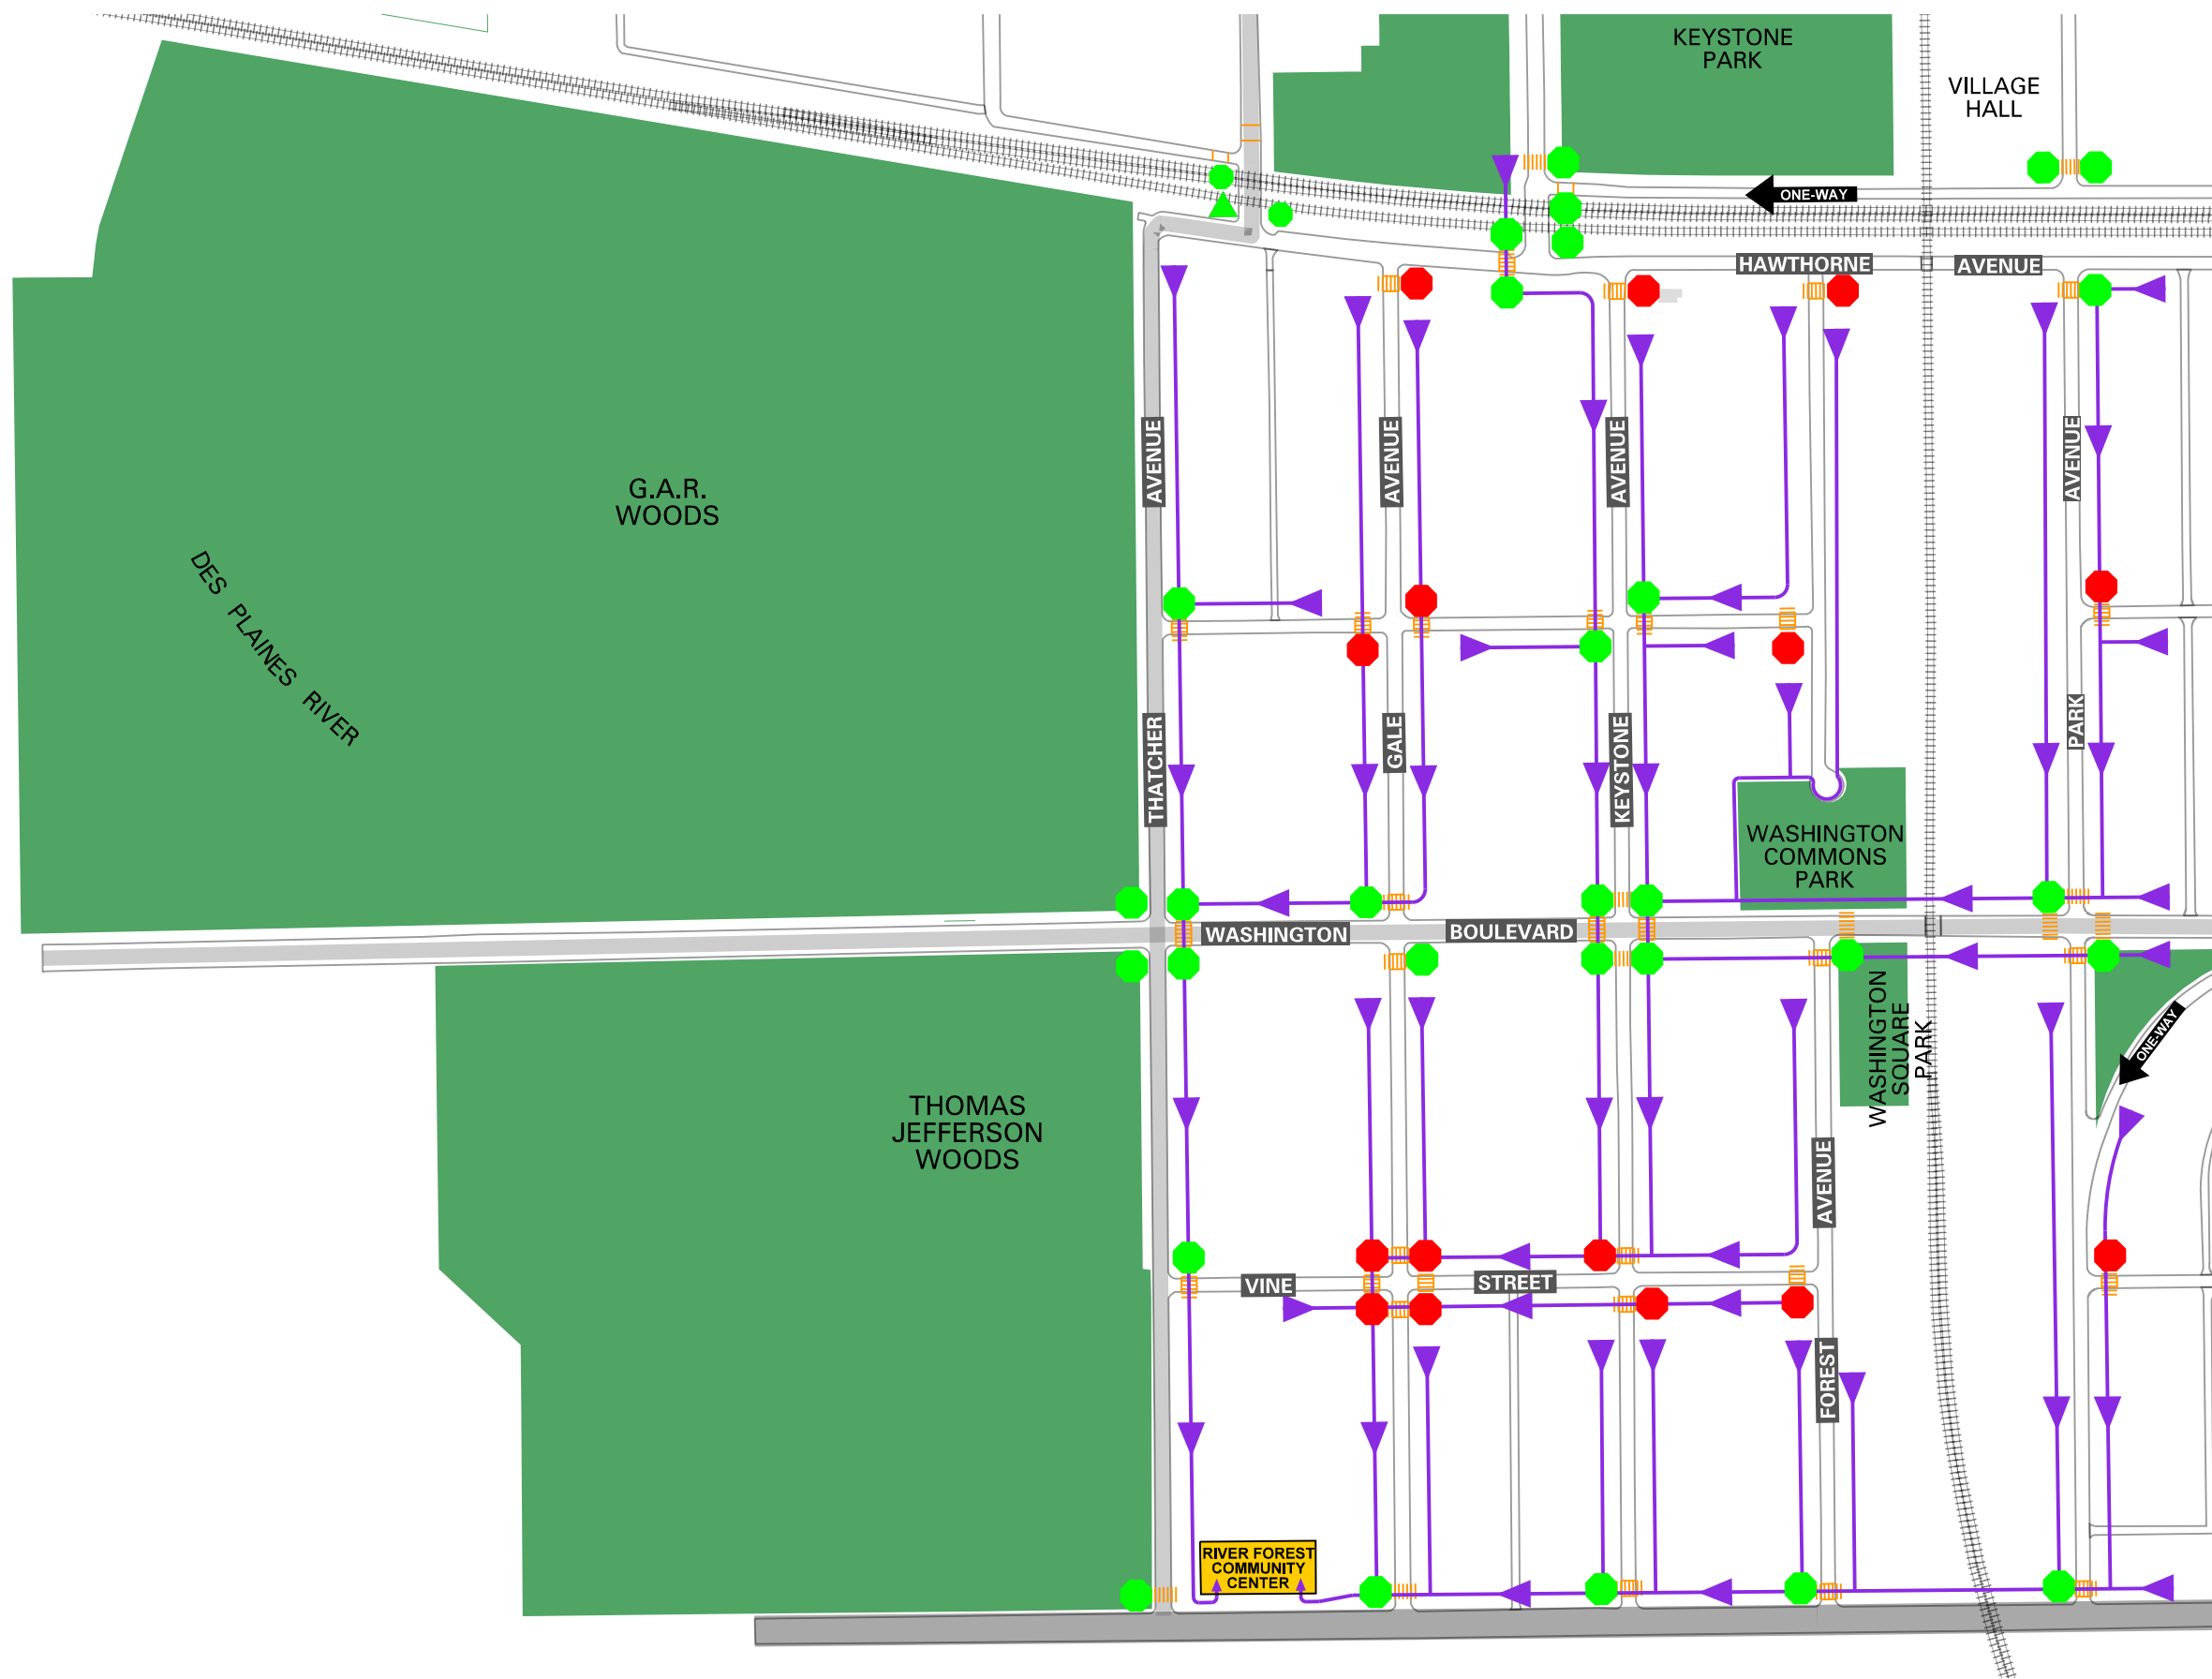 KEYSTONE
PARK
VILLAGE
HALL
ONE-WAY
HAWTHORNE
AVENUE
AVENUE
AVENUE
AVENUE
AVENUE
G.A.R.
WOODS
DES PLAINES RIVER
THATCHER
GALE
KEYSTONE
PARK
WASHINGTON
COMMONS
PARK
WASHINGTON
BOULEVARD
WASHINGTON
SQUARE
PARK
ONE-WAY
THOMAS
JEFFERSON
WOODS
AVENUE
VINE
STREET
FOREST
RIVER FOREST
COMMUNITY
CENTER